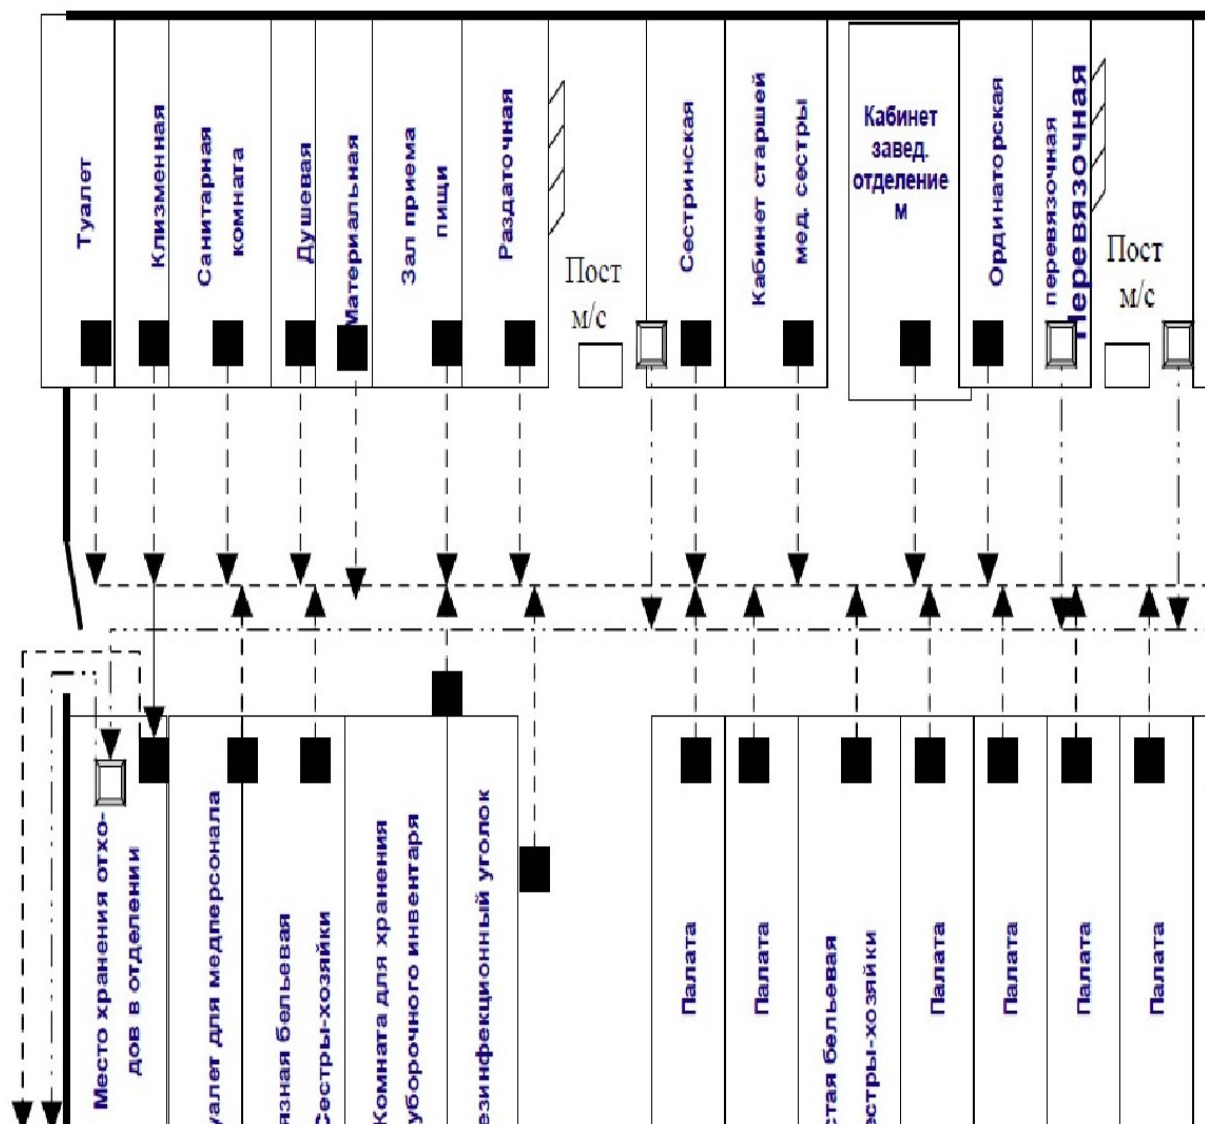 Туалет
Клизменная
Санитарная
комната
Душевая
Материальная
Зал приема
пищи
Раздаточная
Пост
м/с
Сестринская
Кабинет старшей
мед. сестры
Кабинет
завед.
отделение
м
Ординаторская
перевязочная
Перевязочная
Пост
м/с
Место хранения отхо-
дов в отделении
уалет для медперсонала
язная бельевая
Сестры-хозяйки
Комната для хранения
уборочного инвентаря
езинфекционный уголок
Палата
Палата
стая бельевая
естры-хозяйки
Палата
Палата
Палата
Палата